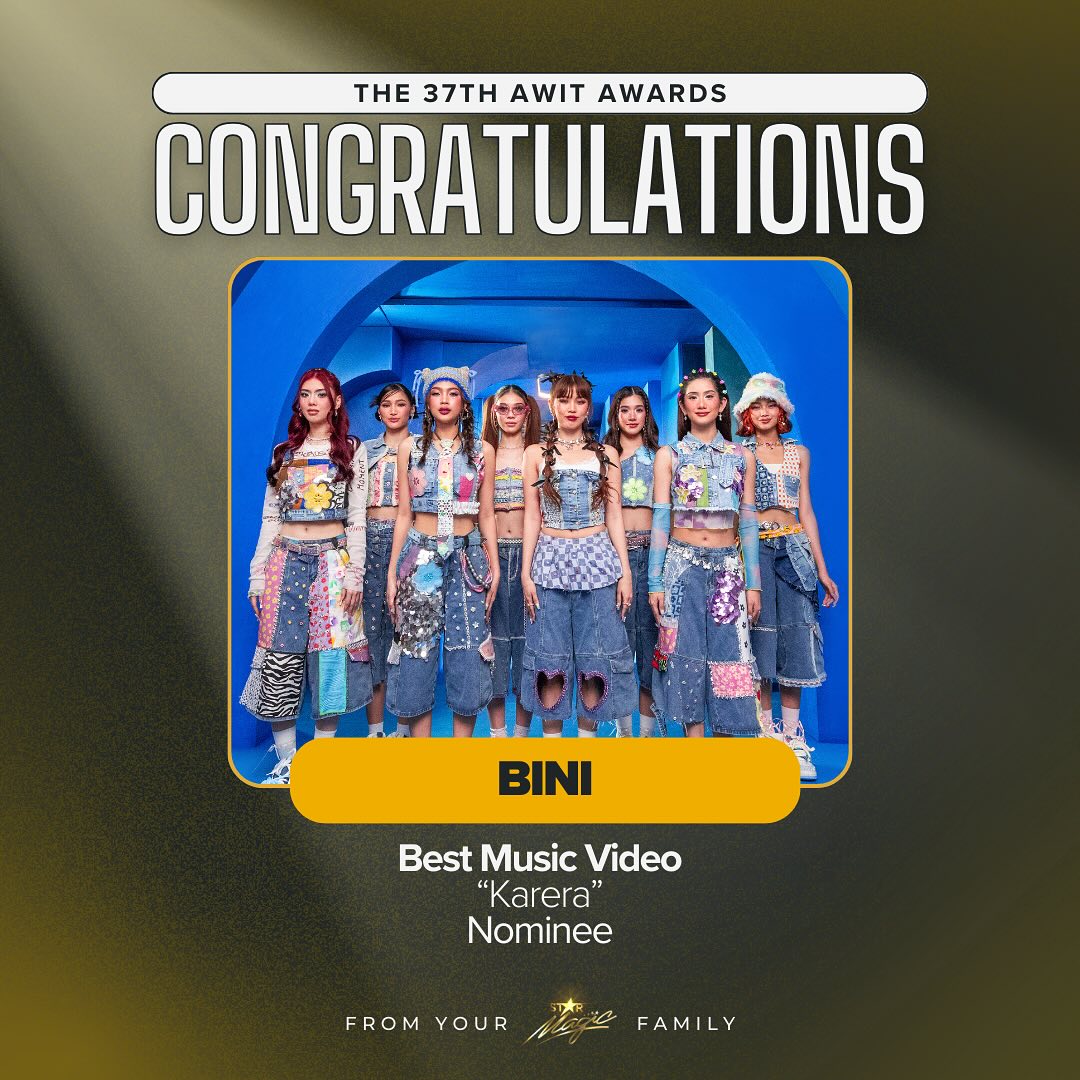 THE 37TH AWIT AWARDS
CONGRATULATIONS
BINI
Best Music Video
“Karera”
Nominee
FROM YOUR STAR Magic FAMILY